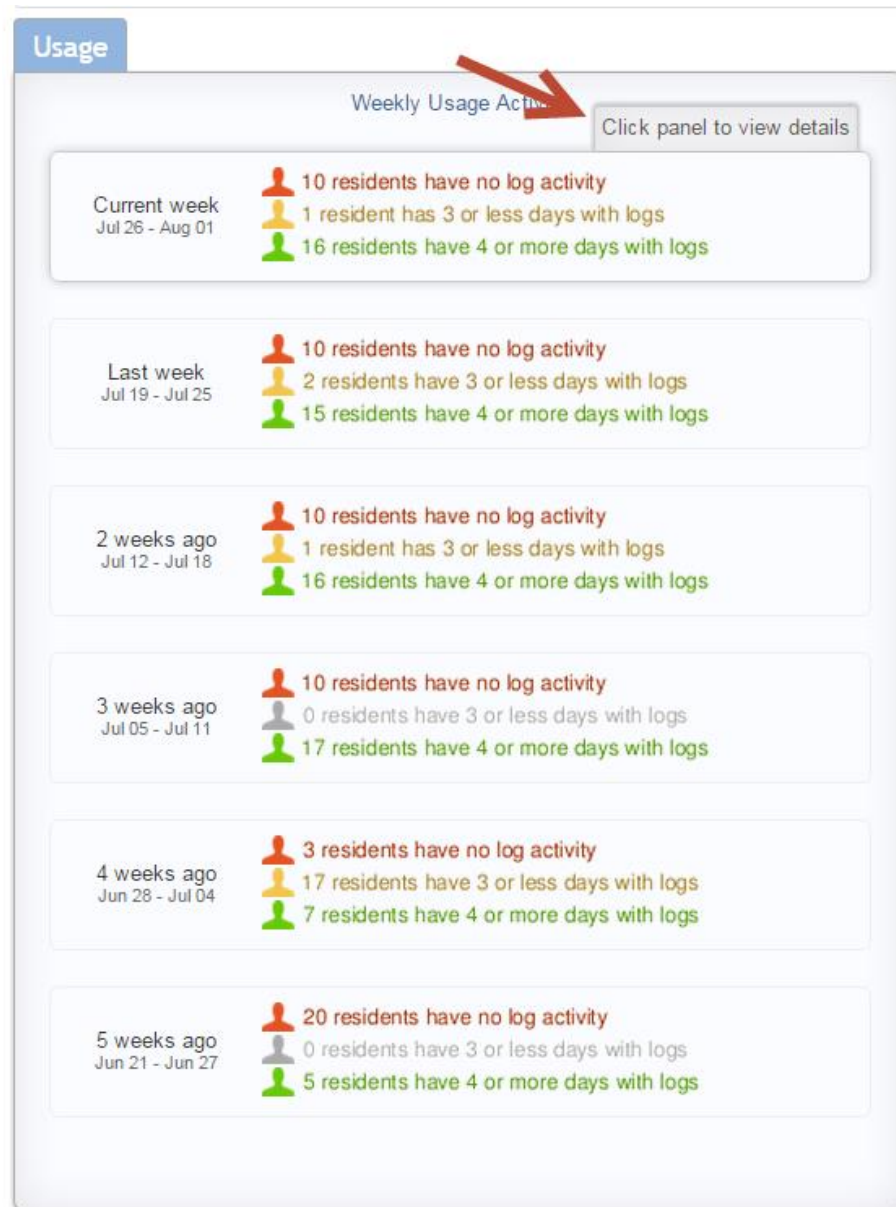 Usage
Weekly Usage
Click panel to view details
Current week
Jul 26 - Aug 01
10 residents have no log activity
1 resident has 3 or less days with logs
16 residents have 4 or more days with logs
Last week
Jul 19 - Jul 25
10 residents have no log activity
2 residents have 3 or less days with logs
15 residents have 4 or more days with logs
2 weeks ago
Jul 12 - Jul 18
10 residents have no log activity
1 resident has 3 or less days with logs
16 residents have 4 or more days with logs
3 weeks ago
Jul 05 - Jul 11
10 residents have no log activity
0 residents have 3 or less days with logs
17 residents have 4 or more days with logs
4 weeks ago
Jun 28 - Jul 04
3 residents have no log activity
17 residents have 3 or less days with logs
7 residents have 4 or more days with logs
5 weeks ago
Jun 21 - Jun 27
20 residents have no log activity
0 residents have 3 or less days with logs
5 residents have 4 or more days with logs